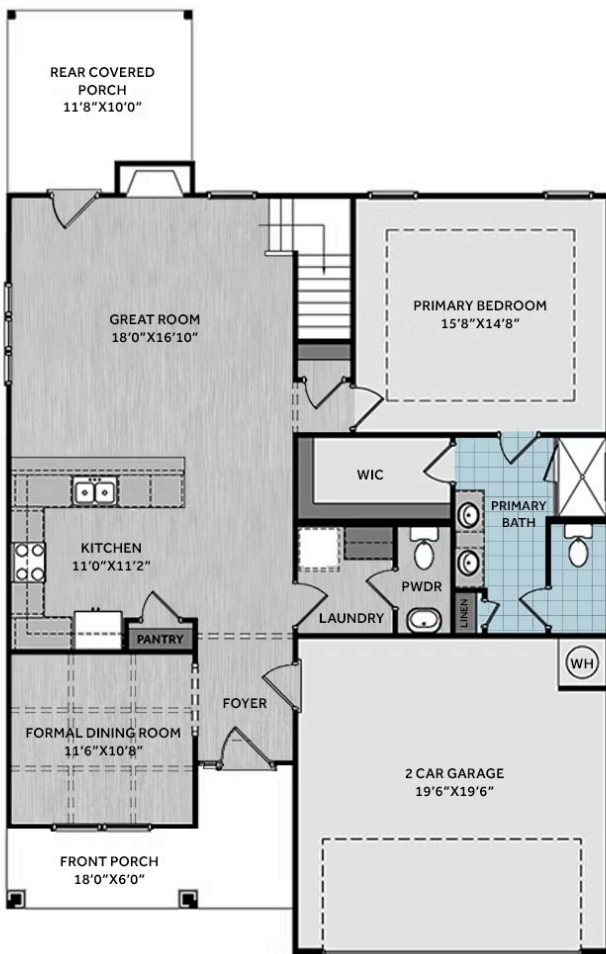 REAR COVERED
PORCH
11'8"X10'0"
GREAT ROOM
18'0"X16'10"
PRIMARY BEDROOM
15'8"X14'8"
WIC
PRIMARY
BATH
KITCHEN
11'0"X11'2"
PWDR
LAUNDRY
LINEN
PANTRY
WH
FOYER
FORMAL DINING ROOM
11'6"X10'8"
2 CAR GARAGE
19'6"X19'6"
FRONT PORCH
18'0"X6'0"